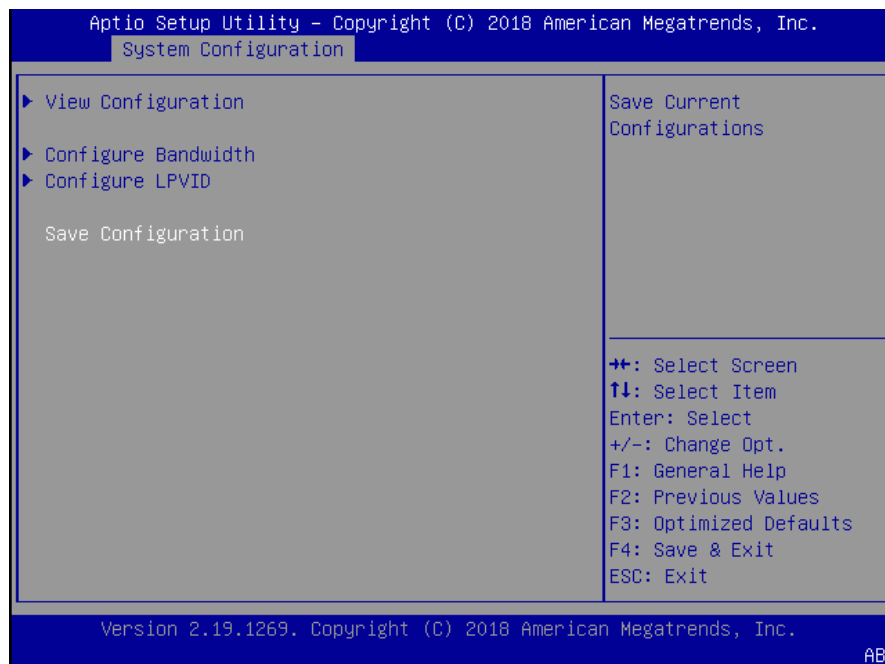 Aptio Setup Utility – Copyright (C) 2018 American Megatrends, Inc.
System Configuration
▶ View Configuration
▶ Configure Bandwidth
▶ Configure LPVID
Save Configuration
Save Current
Configurations
→←: Select Screen
↑↓: Select Item
Enter: Select
+/-: Change Opt.
F1: General Help
F2: Previous Values
F3: Optimized Defaults
F4: Save & Exit
ESC: Exit
Version 2.19.1269. Copyright (C) 2018 American Megatrends, Inc.
AB